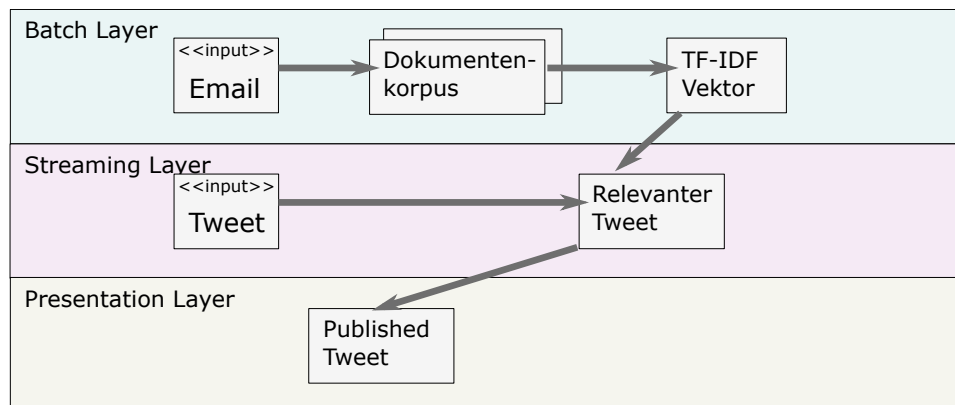 Batch Layer
<<input>>
Email
Dokumenten-
korpus
TF-IDF
Vektor
Streaming Layer
<<input>>
Tweet
Relevanter
Tweet
Presentation Layer
Published
Tweet